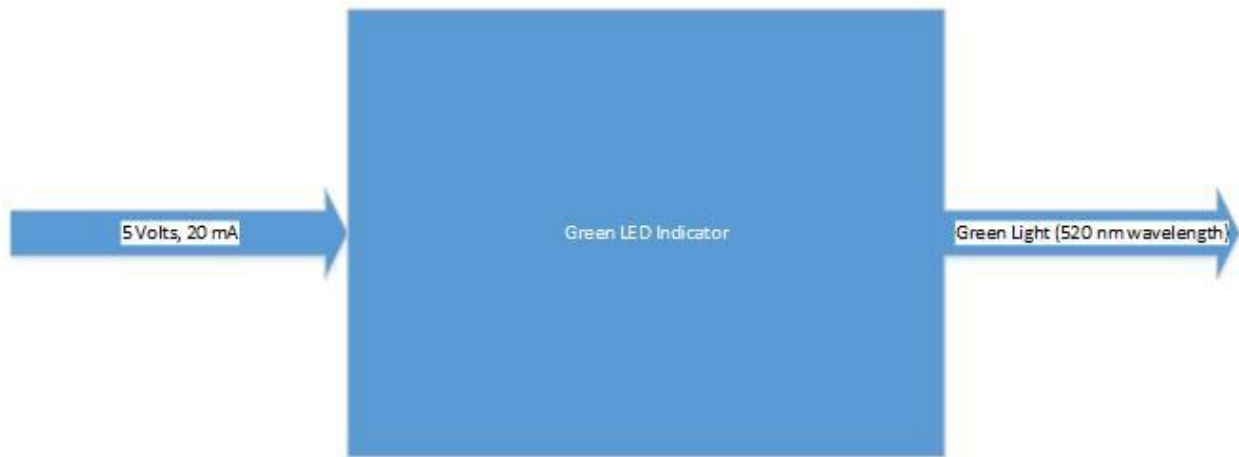 5 Volts, 20 mA
Green LED Indicator
Green Light (520 nm wavelength)